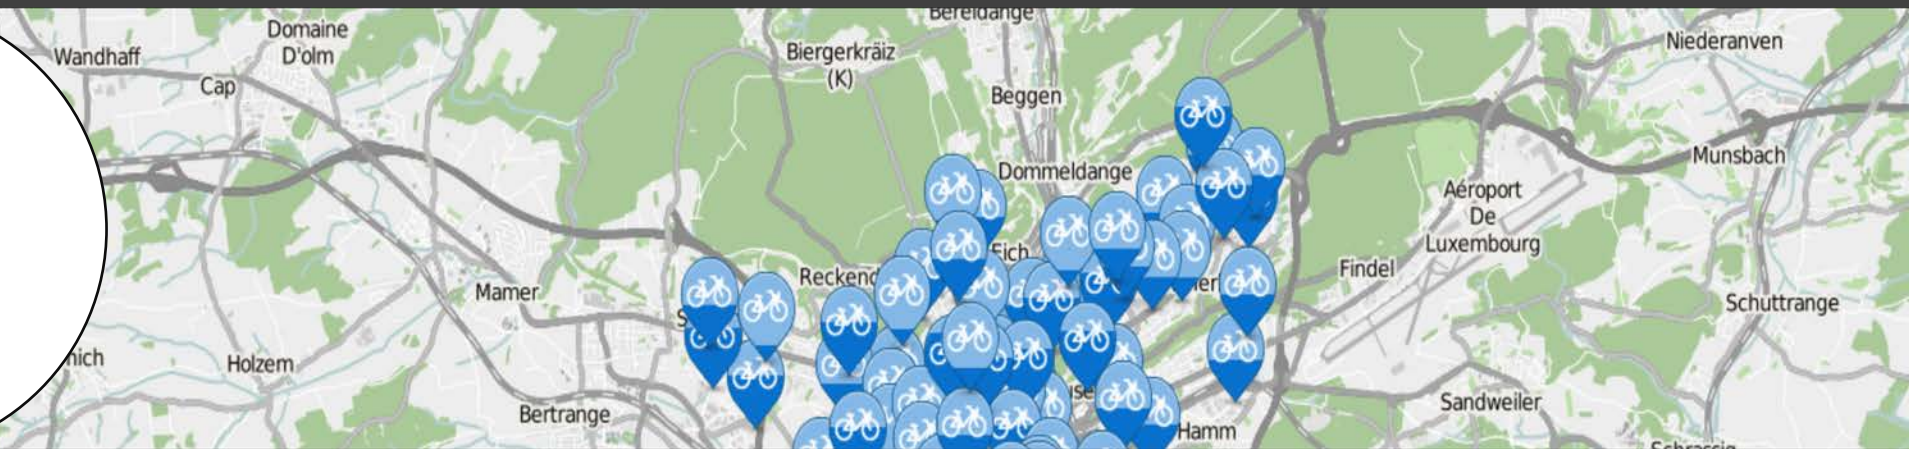 Bereldange
Domaine
D'olm
Wandhaff
Biergerkräiz
(K)
Niederanven
Cap
Beggen
Munsbach
Dommeldange
Aéroport
De
Luxembourg
Eich
Findel
Mamer
Schuttrange
Holzem
Bertrange
Sandweiler
Hamm
Schrassig